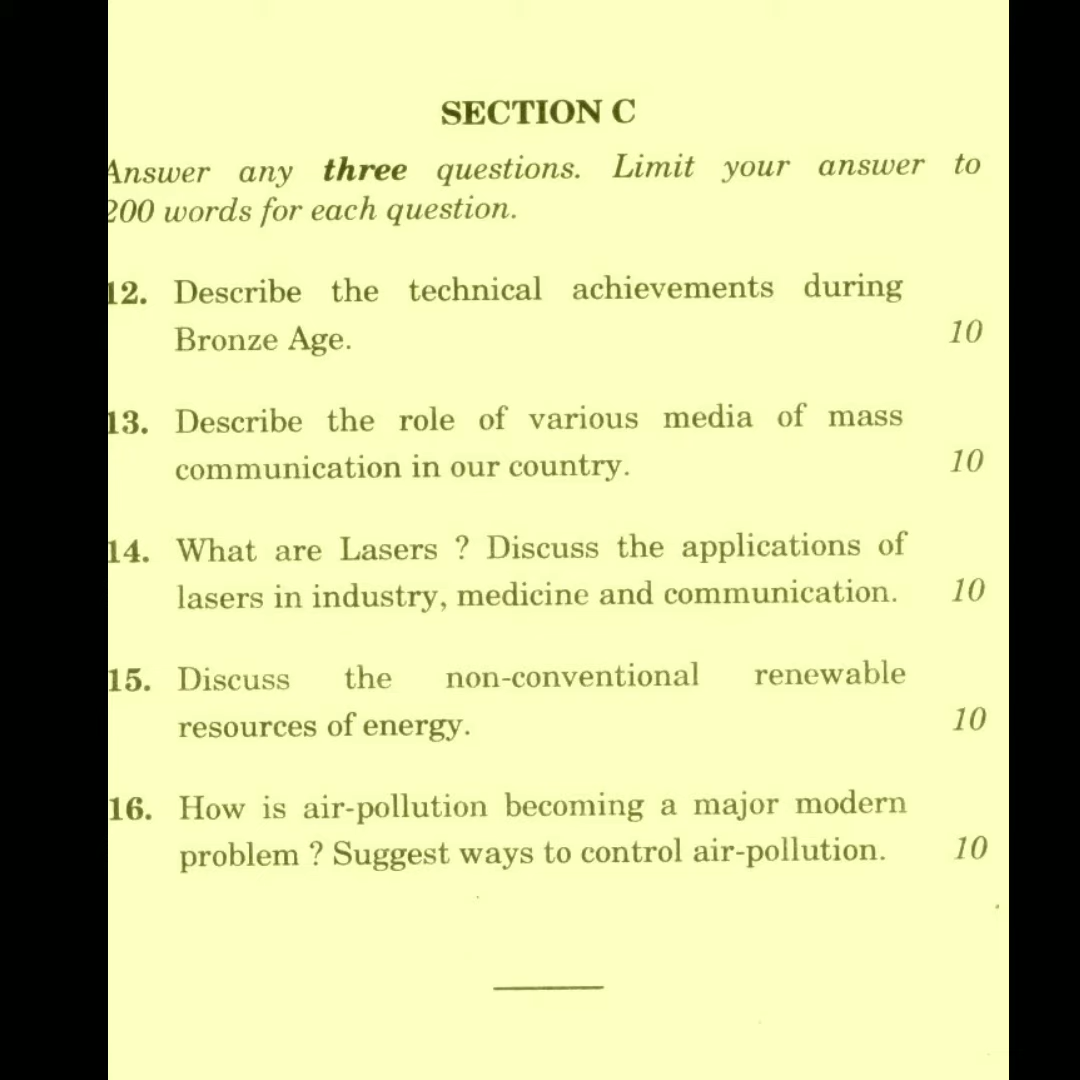 SECTION C
Answer any three questions. Limit your answer to
200 words for each question.
12. Describe the technical achievements during
Bronze Age. 10
13. Describe the role of various media of mass
communication in our country. 10
14. What are Lasers ? Discuss the applications of
lasers in industry, medicine and communication. 10
15. Discuss the non-conventional renewable
resources of energy. 10
16. How is air-pollution becoming a major modern
problem ? Suggest ways to control air-pollution. 10